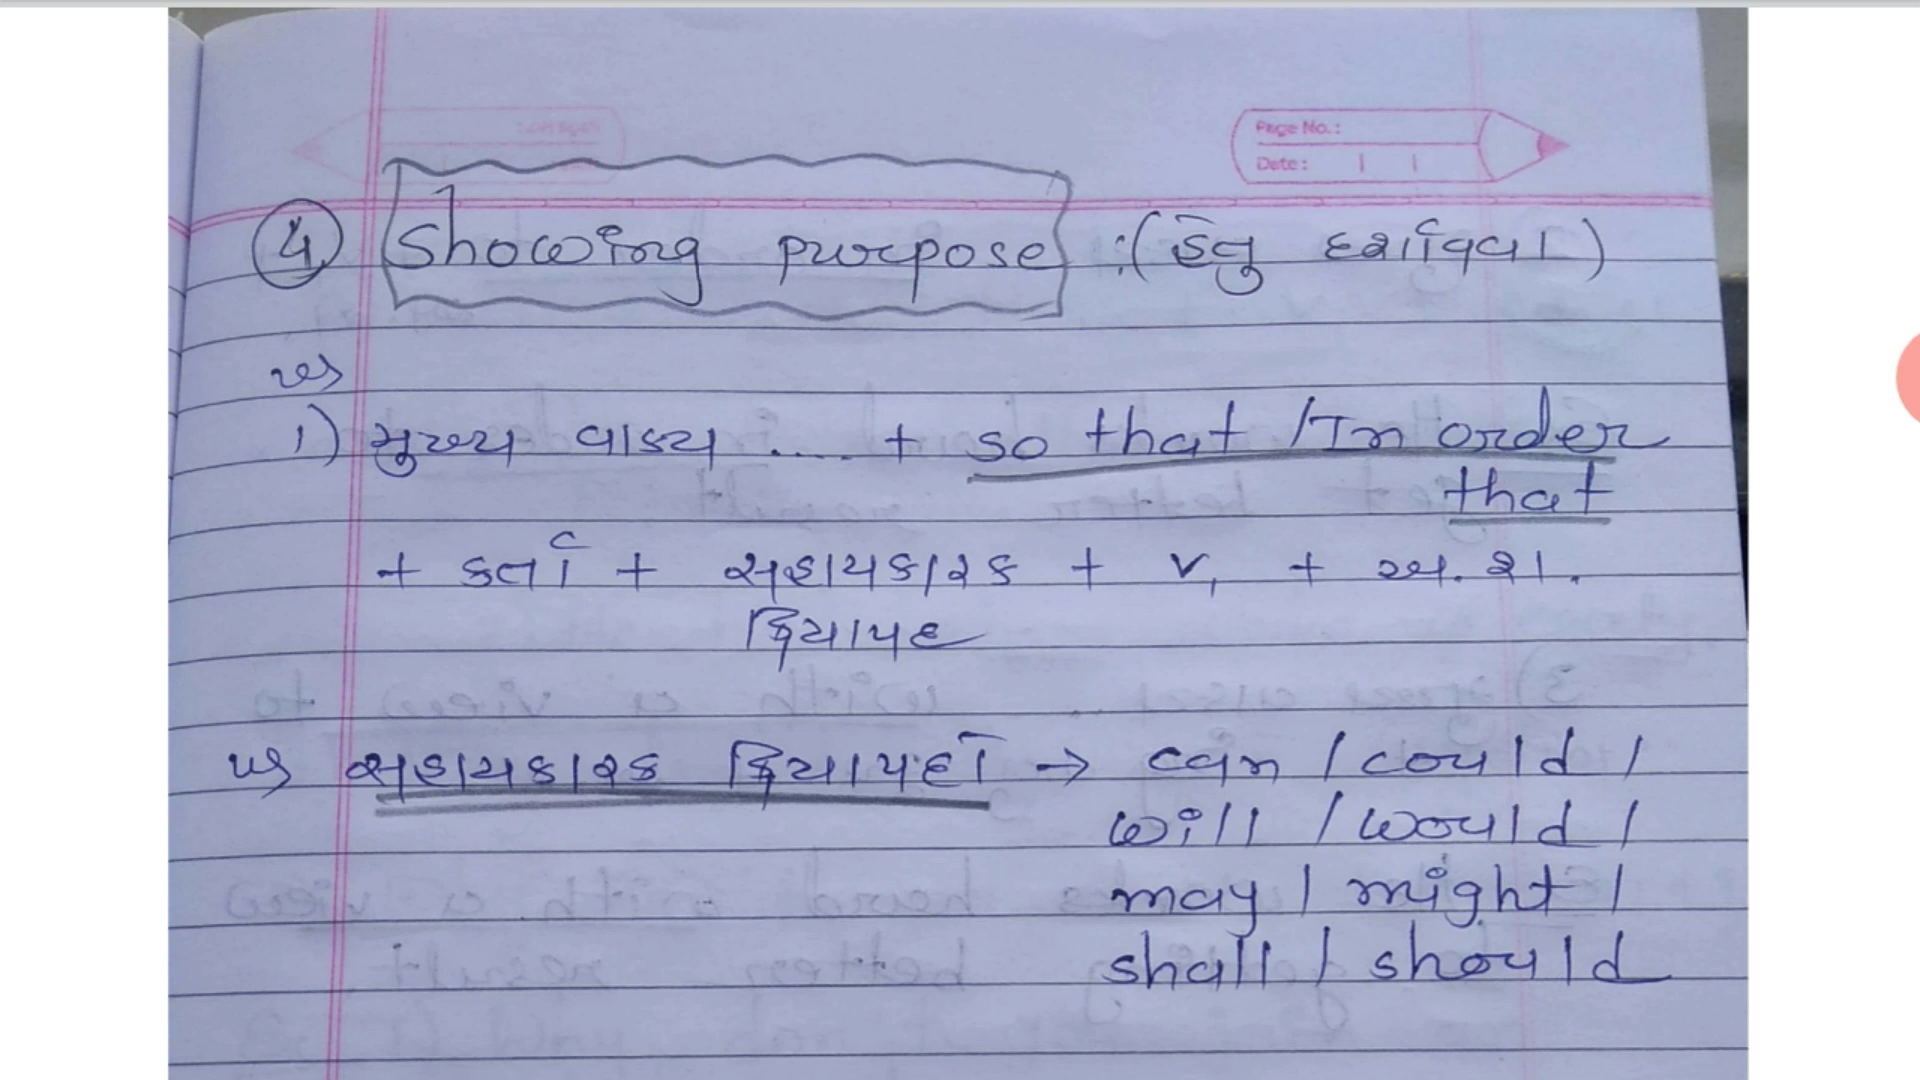 Page No.:
Date:
4. Showing purpose : (હેતુ દર્શાવવા)
1) મુખ્ય વાક્ય .... + so that / In order
that
+ કર્તા + સહાયકારક + V₁ + અ. શ.
ક્રિયાપદ
સહાયકારક ક્રિયાપદો → can / could /
will / would /
may / might /
shall / should